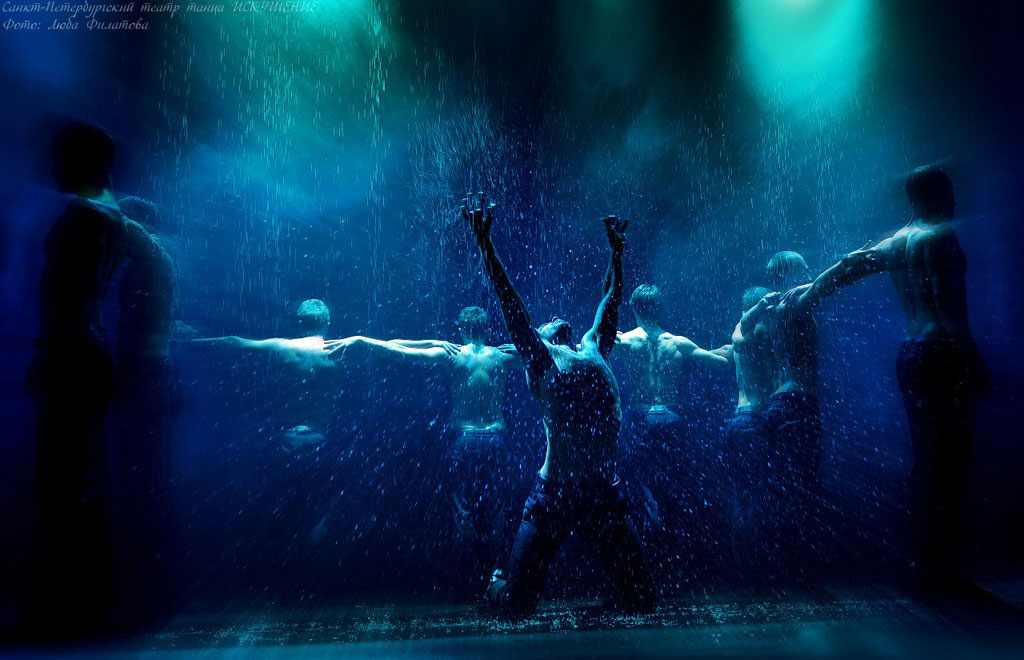 Санкт-Петербургский театр танца ИСКУШЕНИЕ
Фото: Люба Филатова